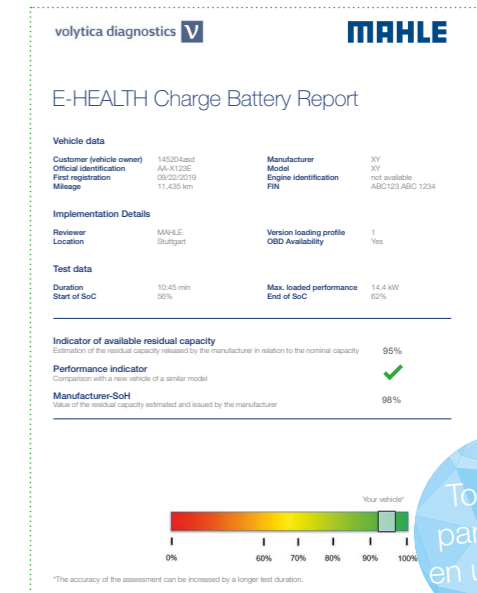 volytica diagnostics V
MAHLE
E-HEALTH Charge Battery Report
Vehicle data
Customer (vehicle owner) 145204asd Manufacturer XY
Official identification AA-X123E Model XY
First registration 09/22/2019 Engine identification not available
Mileage 11,435 km FIN ABC123 ABC 1234
Implementation Details
Reviewer MAHLE Version loading profile 1
Location Stuttgart OBD Availability Yes
Test data
Duration 10:45 min Max. loaded performance 14.4 kW
Start of SoC 56% End of SoC 62%
Indicator of available residual capacity
Estimation of the residual capacity released by the manufacturer in relation to the nominal capacity 95%
Performance indicator
Comparison with a new vehicle of a similar model
Manufacturer-SoH
Value of the residual capacity estimated and issued by the manufacturer 98%
Your vehicle*
0% 60% 70% 80% 90% 100%
*The accuracy of the assessment can be increased by a longer test duration.
To
par
en u